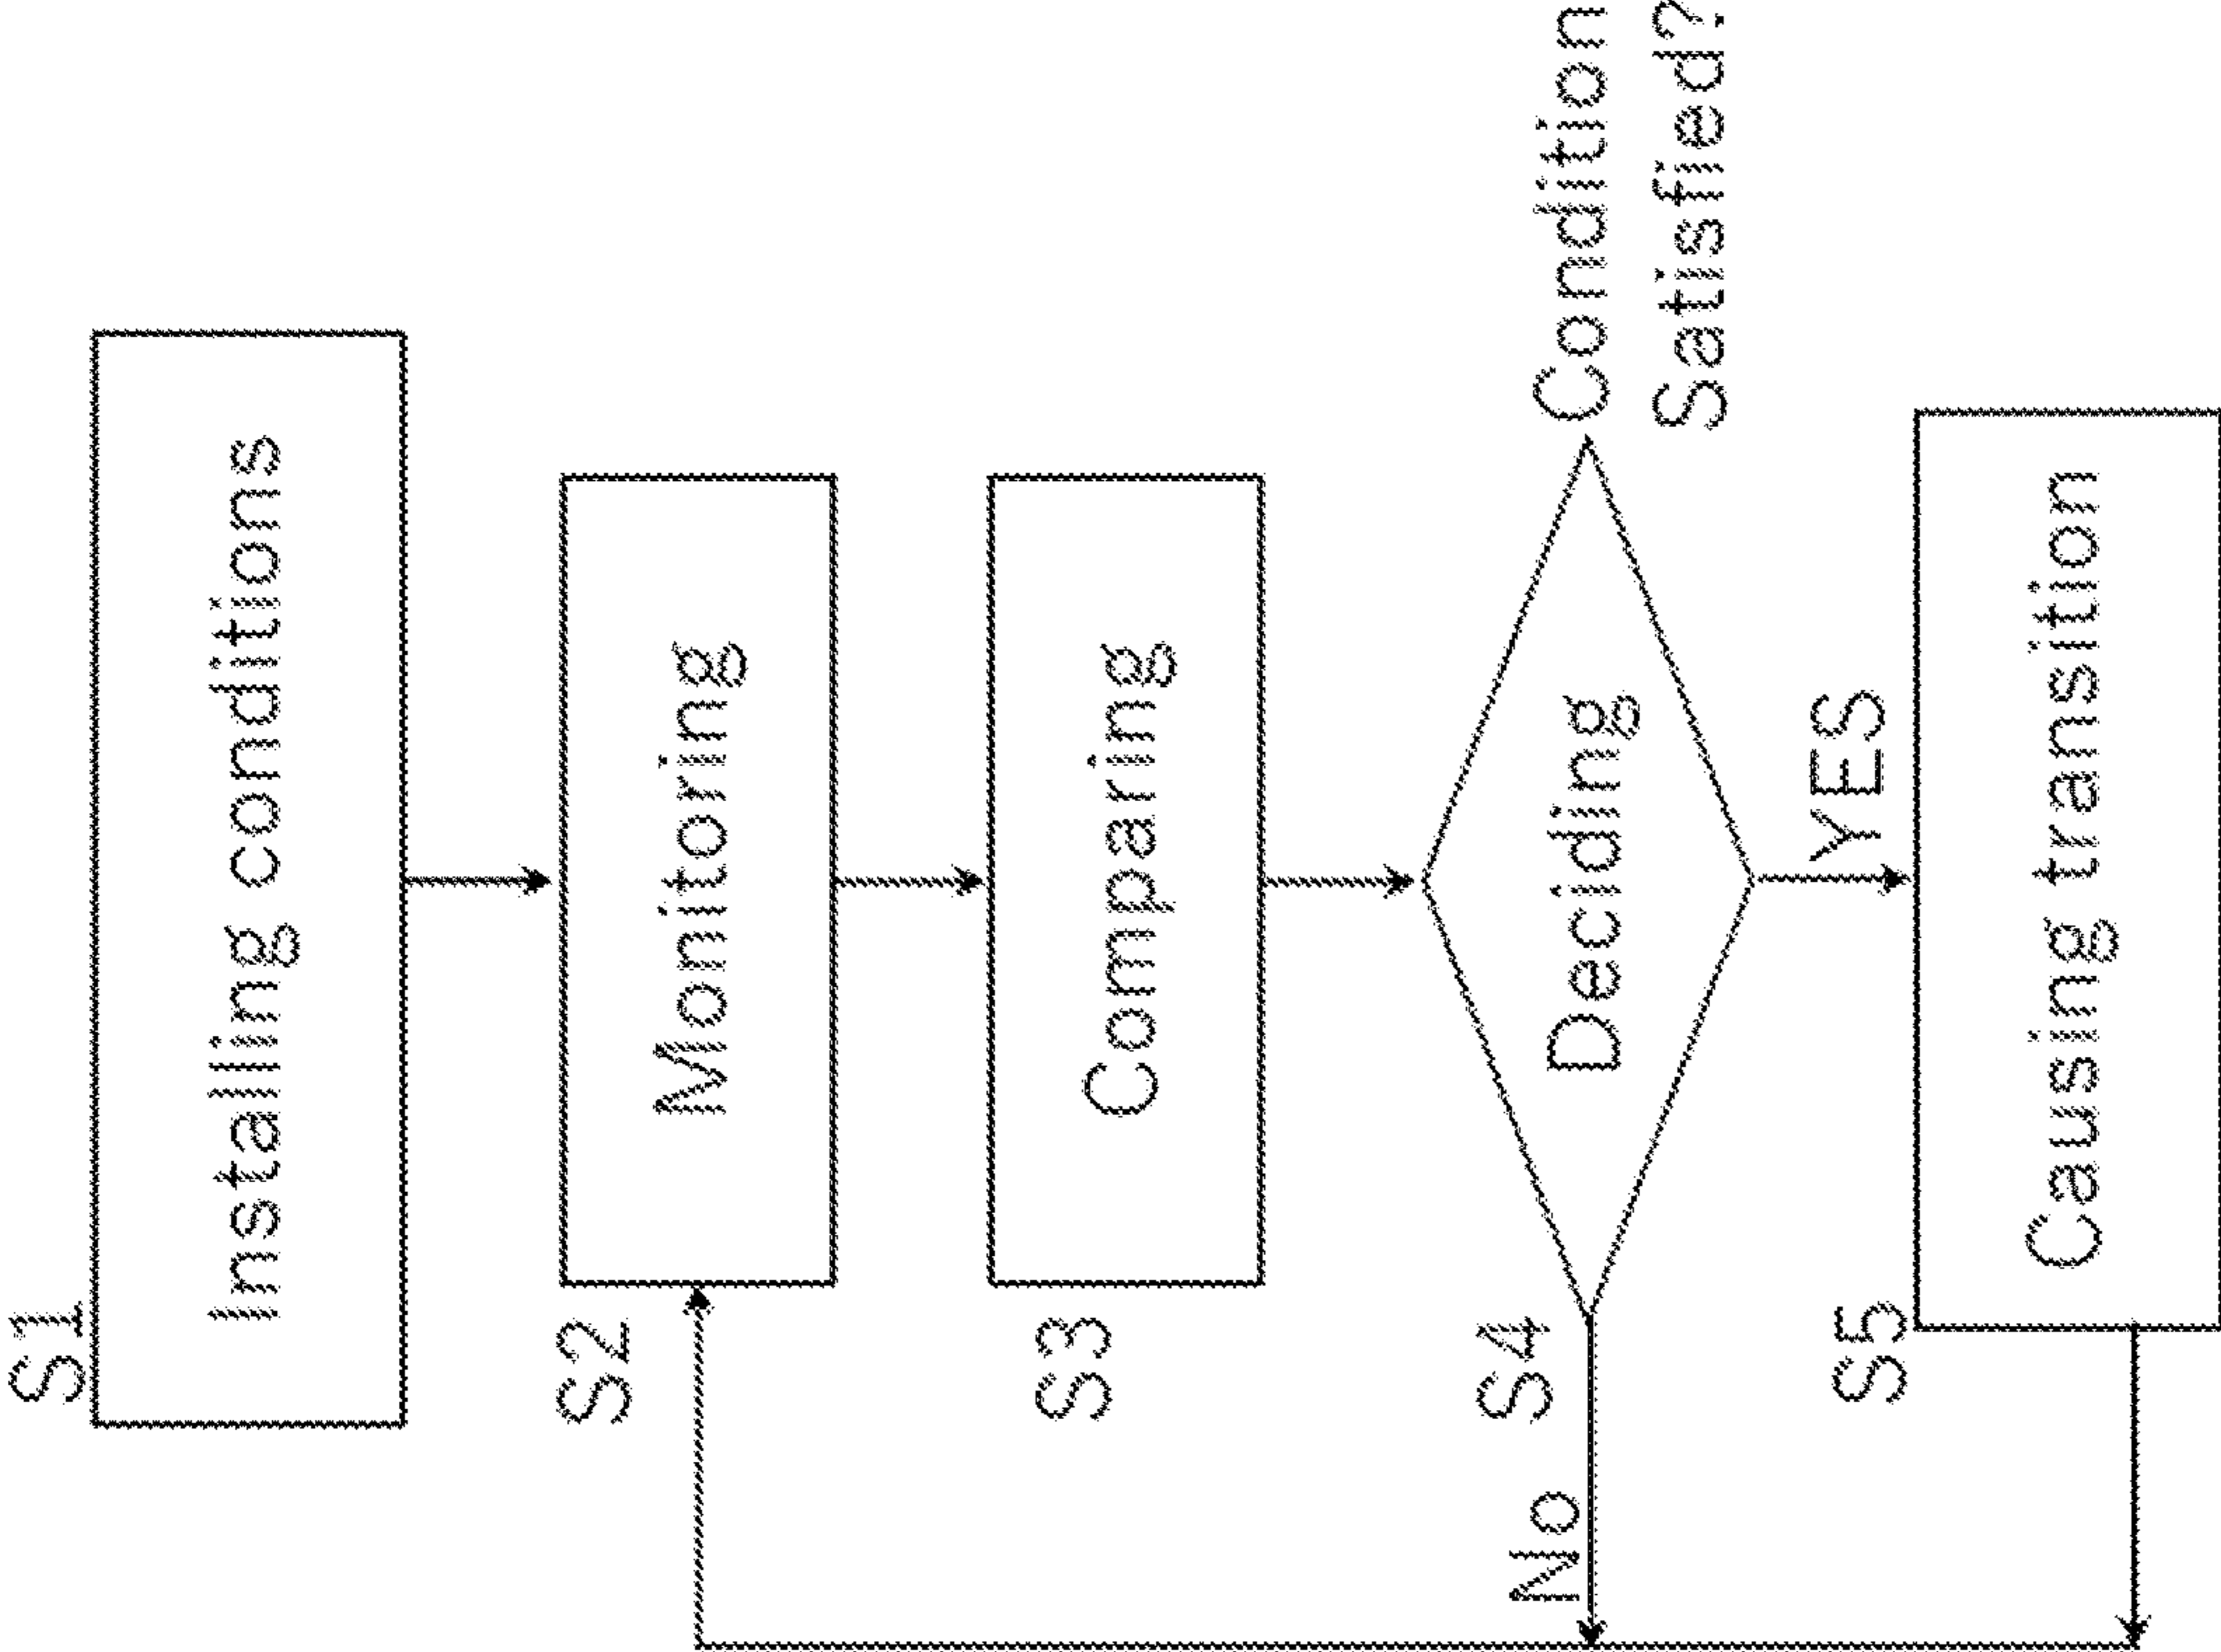 S1
Installing conditions
S2
Monitoring
S3
Comparing
S4
Deciding
Condition
Satisfied?
No
YES
S5
Causing transition